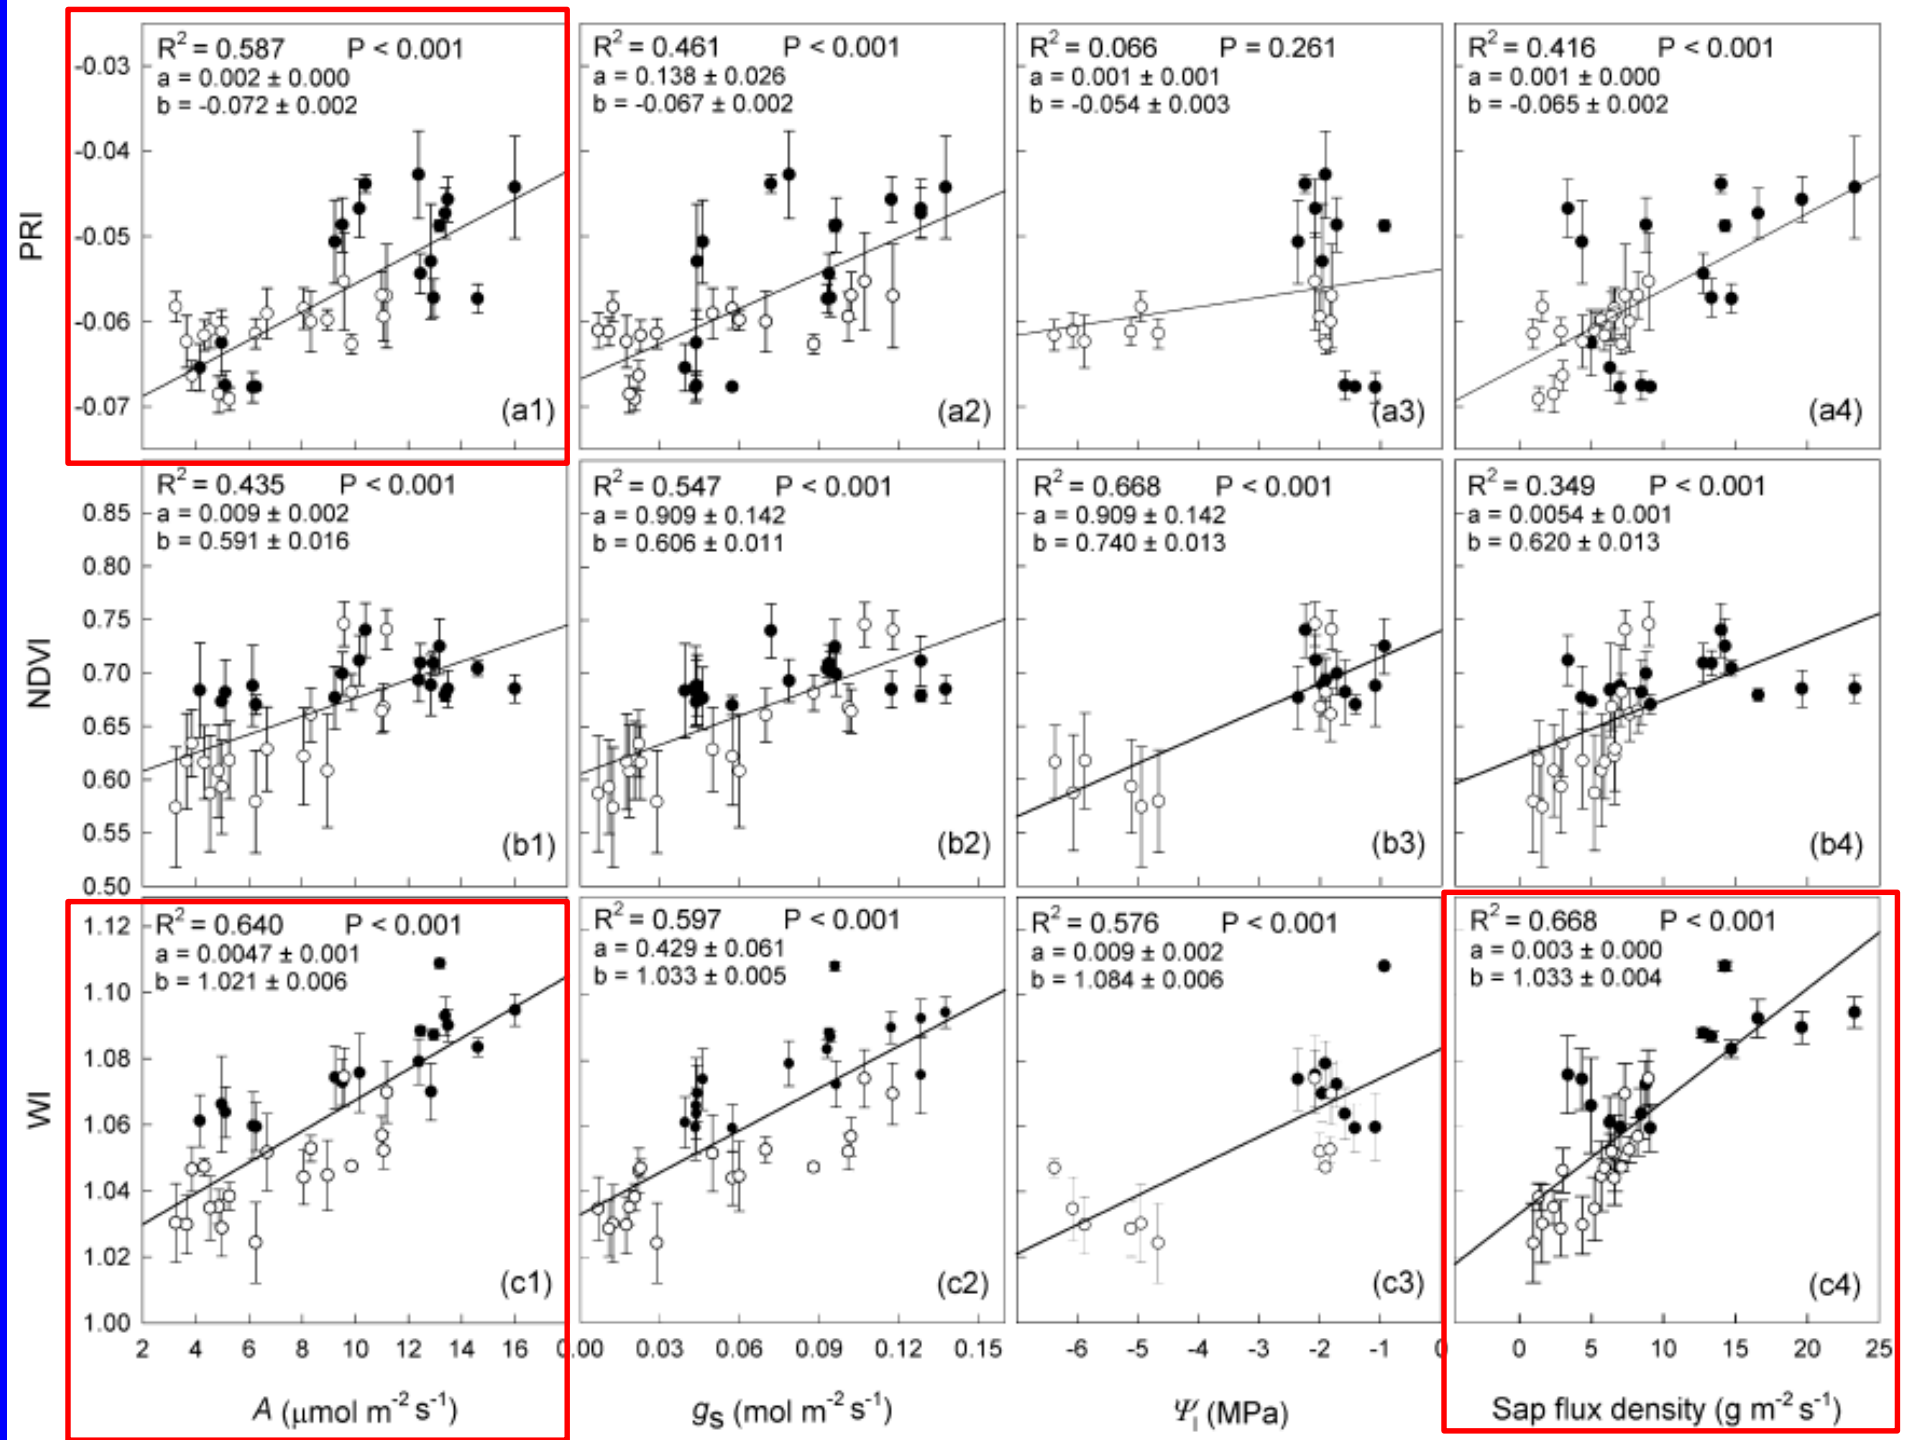 R² = 0.587 P < 0.001
a = 0.002 ± 0.000
b = -0.072 ± 0.002
(a1)
R² = 0.461 P < 0.001
a = 0.138 ± 0.026
b = -0.067 ± 0.002
(a2)
R² = 0.066 P = 0.261
a = 0.001 ± 0.001
b = -0.054 ± 0.003
(a3)
R² = 0.416 P < 0.001
a = 0.001 ± 0.000
b = -0.065 ± 0.002
(a4)
PRI
-0.03
-0.04
-0.05
-0.06
-0.07
R² = 0.435 P < 0.001
a = 0.009 ± 0.002
b = 0.591 ± 0.016
(b1)
R² = 0.547 P < 0.001
a = 0.909 ± 0.142
b = 0.606 ± 0.011
(b2)
R² = 0.668 P < 0.001
a = 0.909 ± 0.142
b = 0.740 ± 0.013
(b3)
R² = 0.349 P < 0.001
a = 0.0054 ± 0.001
b = 0.620 ± 0.013
(b4)
NDVI
0.85
0.80
0.75
0.70
0.65
0.60
0.55
0.50
R² = 0.640 P < 0.001
a = 0.0047 ± 0.001
b = 1.021 ± 0.006
(c1)
R² = 0.597 P < 0.001
a = 0.429 ± 0.061
b = 1.033 ± 0.005
(c2)
R² = 0.576 P < 0.001
a = 0.009 ± 0.002
b = 1.084 ± 0.006
(c3)
R² = 0.668 P < 0.001
a = 0.003 ± 0.000
b = 1.033 ± 0.004
(c4)
WI
1.12
1.10
1.08
1.06
1.04
1.02
1.00
2 4 6 8 10 12 14 16
0.00 0.03 0.06 0.09 0.12 0.15
-6 -5 -4 -3 -2 -1 0
0 5 10 15 20 25
A (μmol m⁻² s⁻¹)
gs (mol m⁻² s⁻¹)
Ψl (MPa)
Sap flux density (g m⁻² s⁻¹)